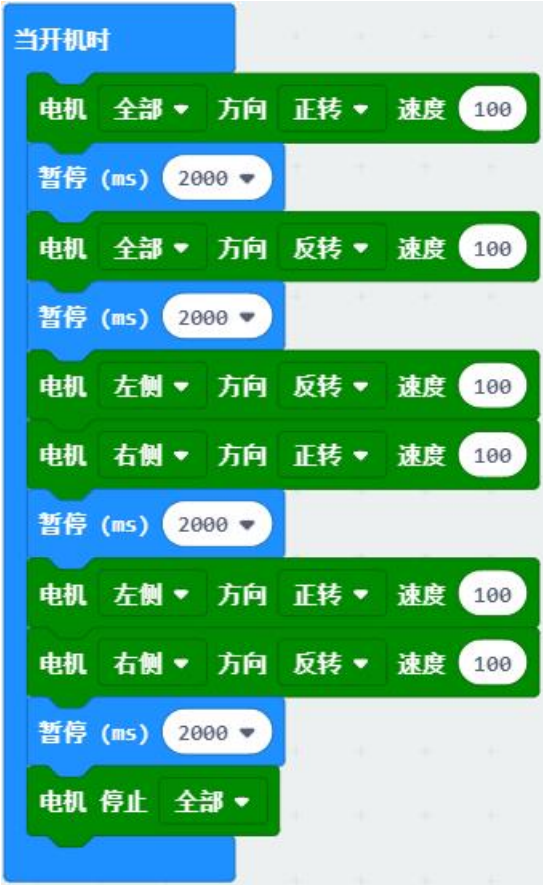 当开机时
电机 全部 方向 正转 速度 100
暂停 (ms) 2000
电机 全部 方向 反转 速度 100
暂停 (ms) 2000
电机 左侧 方向 反转 速度 100
电机 右侧 方向 正转 速度 100
暂停 (ms) 2000
电机 左侧 方向 正转 速度 100
电机 右侧 方向 反转 速度 100
暂停 (ms) 2000
电机 停止 全部